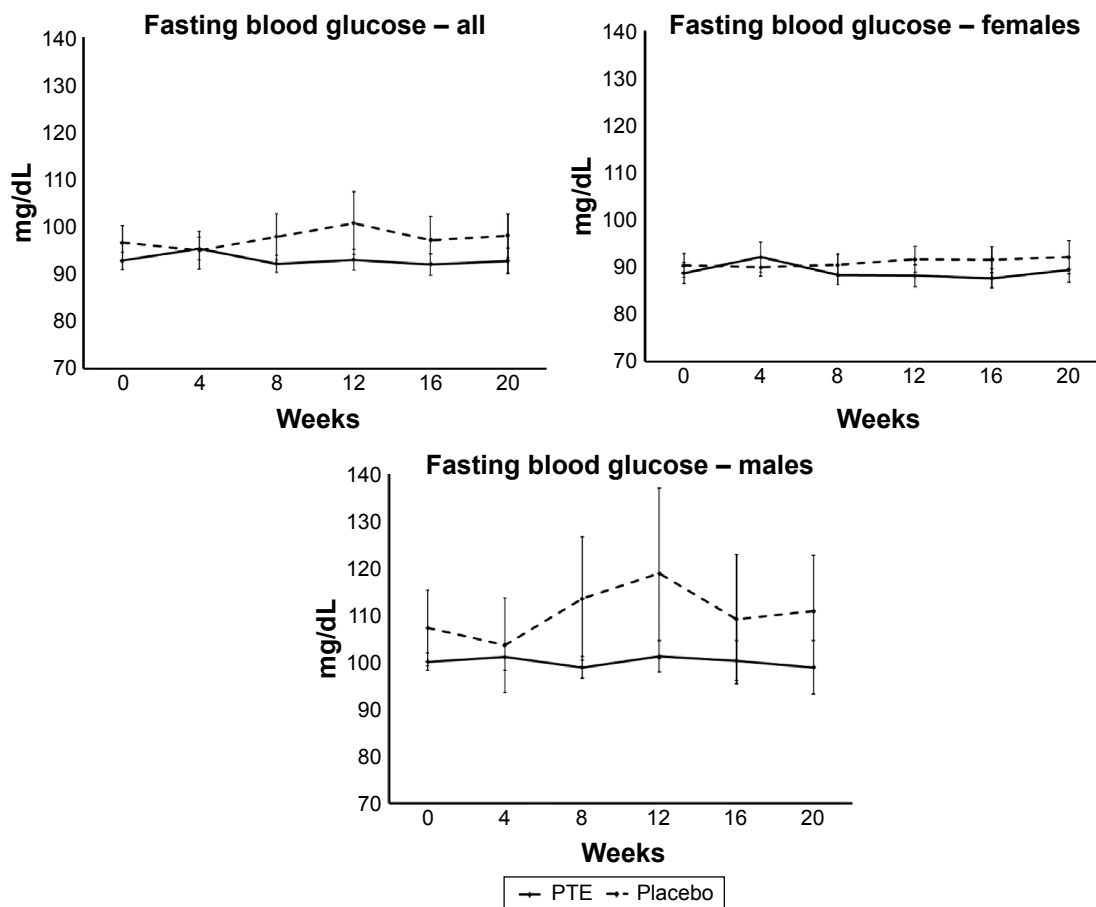 Fasting blood glucose – all
140
130
120
110
100
90
80
70
mg/dL
0 4 8 12 16 20
Weeks
Fasting blood glucose – females
140
130
120
110
100
90
80
70
mg/dL
0 4 8 12 16 20
Weeks
Fasting blood glucose – males
140
130
120
110
100
90
80
70
mg/dL
0 4 8 12 16 20
Weeks
PTE Placebo